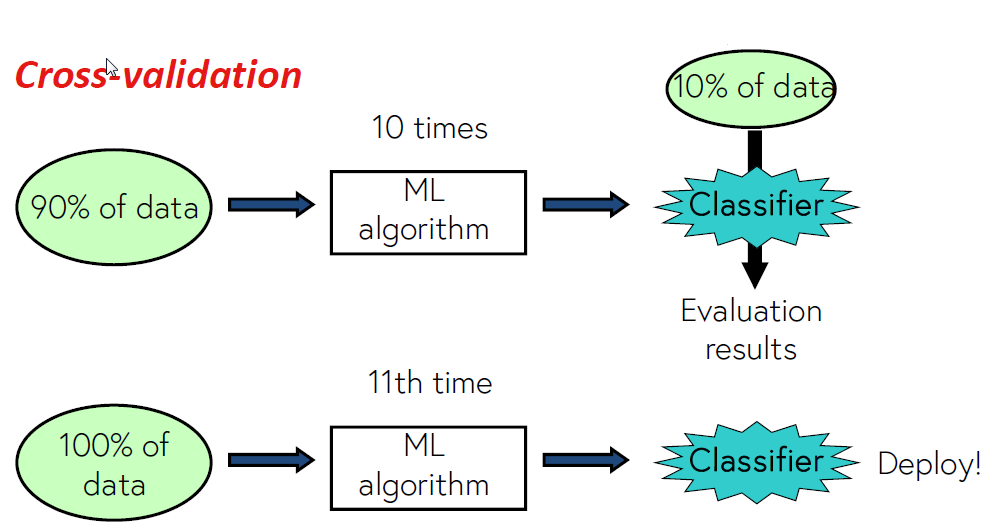 Cross-validation
10% of data
10 times
90% of data
ML
algorithm
Classifier
Evaluation
results
11th time
100% of
data
ML
algorithm
Classifier
Deploy!